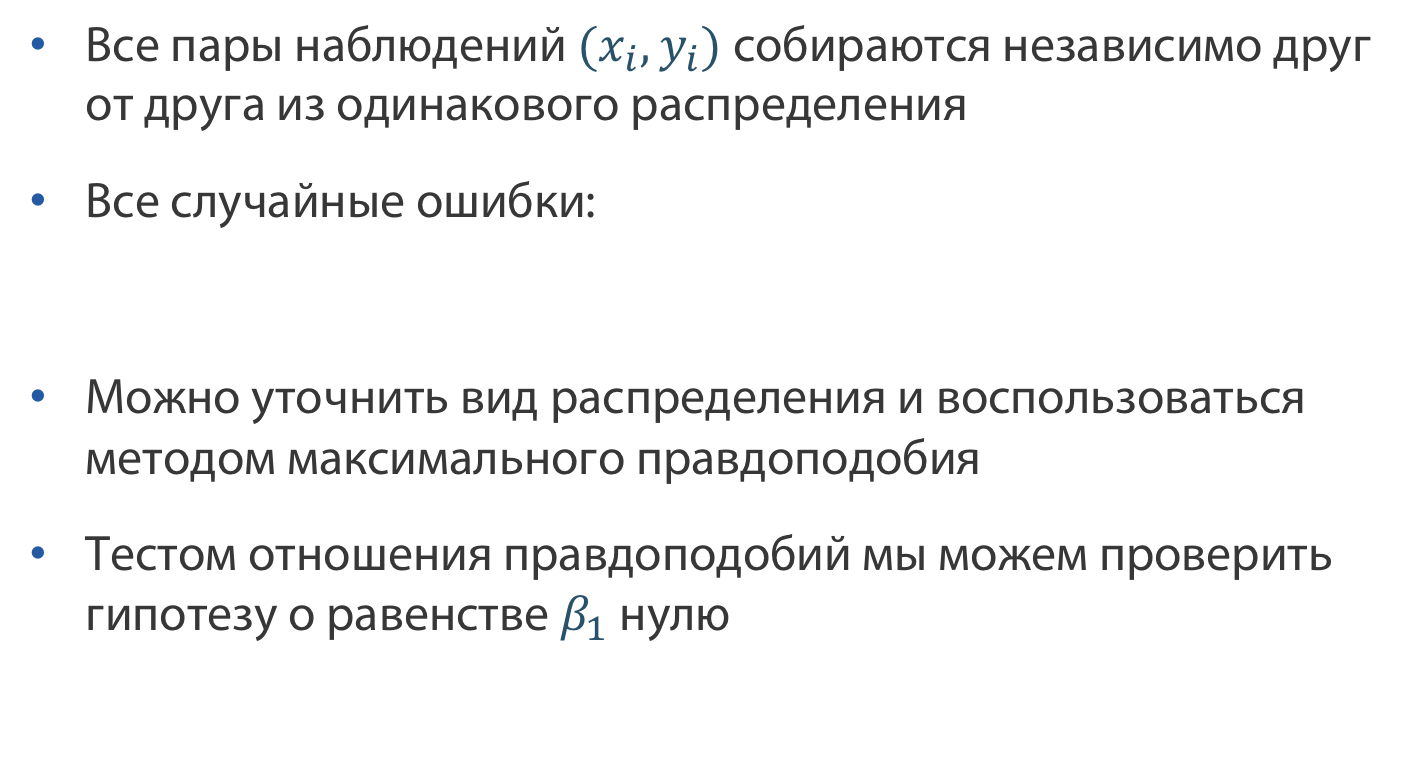 • Все пары наблюдений (xᵢ, yᵢ) собираются независимо друг
от друга из одинакового распределения
• Все случайные ошибки:
• Можно уточнить вид распределения и воспользоваться
методом максимального правдоподобия
• Тестом отношения правдоподобий мы можем проверить
гипотезу о равенстве β₁ нулю